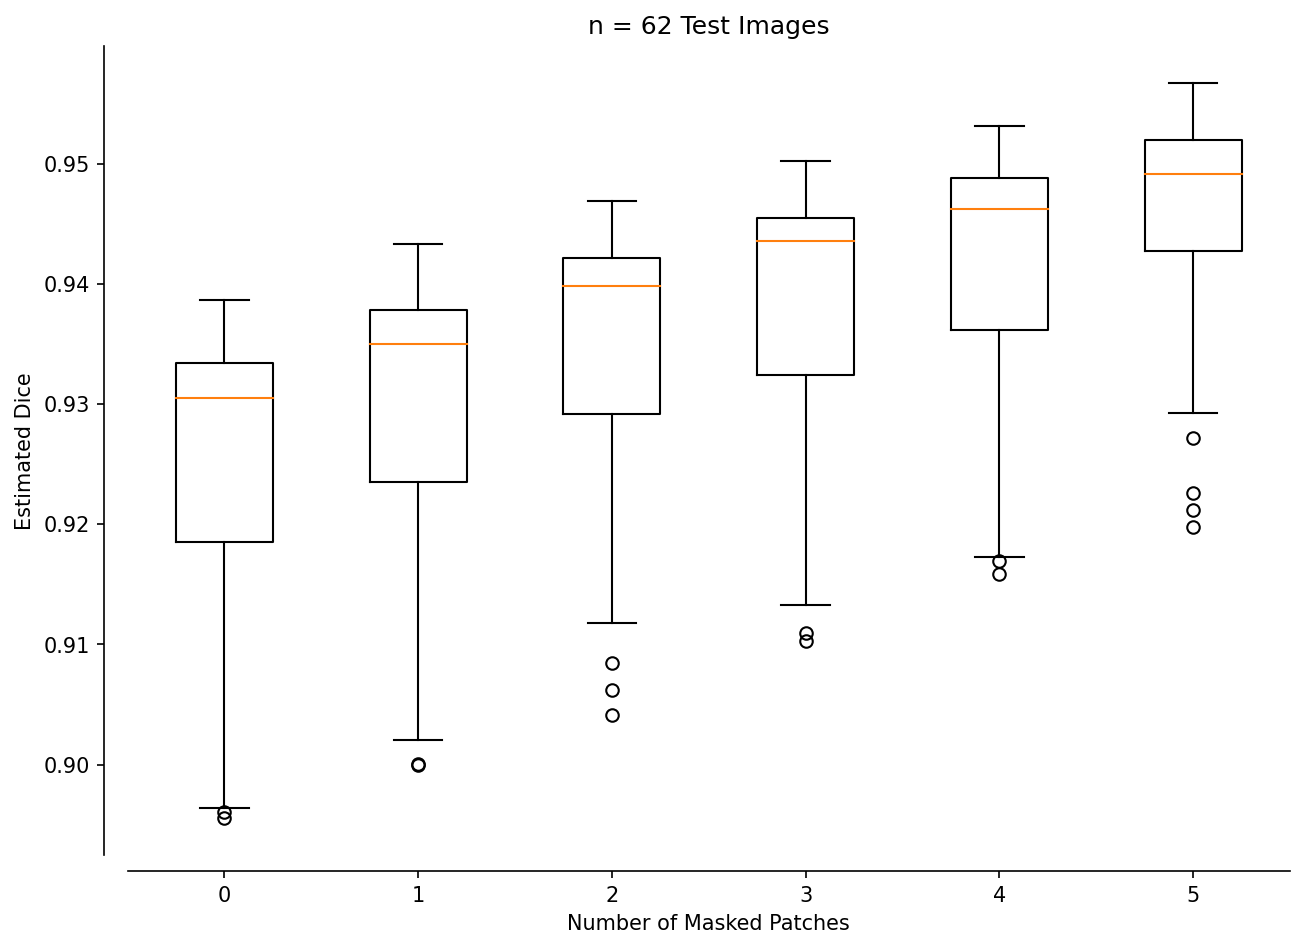 n = 62 Test Images
Estimated Dice
0.95
0.94
0.93
0.92
0.91
0.90
0 1 2 3 4 5
Number of Masked Patches